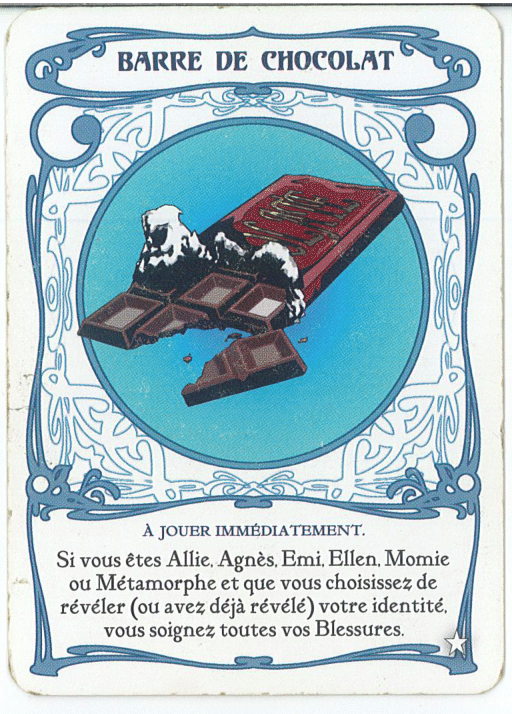 BARRE DE CHOCOLAT
À JOUER IMMÉDIATEMENT.
Si vous êtes Allie, Agnès, Emi, Ellen, Momie
ou Métamorphe et que vous choisissez de
révéler (ou avez déjà révélé) votre identité,
vous soignez toutes vos Blessures.